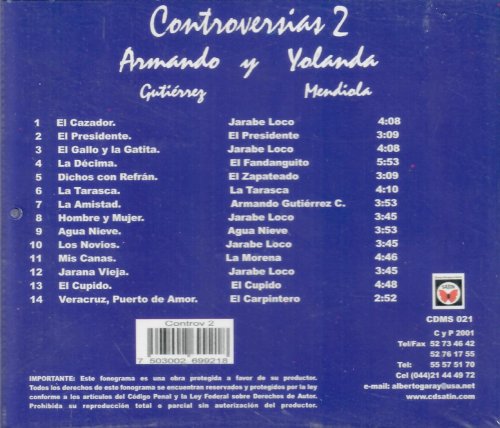 Controversias 2
Armando y Yolanda
Gutiérrez Mendiola
1 El Cazador. Jarabe Loco 4:08
2 El Presidente. El Presidente 3:09
3 El Gallo y la Gatita. Jarabe Loco 4:08
4 La Décima. El Fandanguito 5:53
5 Dichos con Refrán. El Zapateado 3:09
6 La Tarasca. La Tarasca 4:10
7 La Amistad. Armando Gutiérrez C. 3:53
8 Hombre y Mujer. Jarabe Loco 3:45
9 Agua Nieve. Agua Nieve 3:53
10 Los Novios. Jarabe Loco 3:45
11 Mis Canas. La Morena 4:46
12 Jarana Vieja. Jarabe Loco 3:45
13 El Cupido. El Cupido 3:48
14 Veracruz, Puerto de Amor. El Carpintero 2:52
SATIN
CDMS 021
C y P 2001
Tel/Fax 52 73 46 42
52 76 17 55
Tel: 55 57 51 70
Cel (044)21 44 49 72
e-mail: albertogaray@usa.net
www.cdsatin.com
Controv 2
7 503002 699218
IMPORTANTE: Este fonograma es una obra protegida a favor de su productor.
Todos los derechos de este fonograma se encuentran reservados y protegidos por la ley
conforme a los artículos del Código Penal y la Ley Federal sobre Derechos de Autor.
Prohibida su reproducción total o parcial sin autorización del productor.